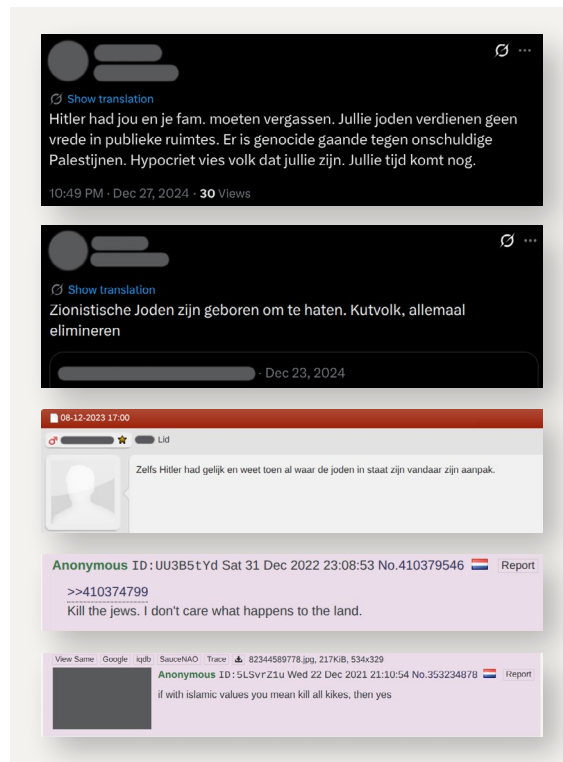 Show translation
Hitler had jou en je fam. moeten vergassen. Jullie joden verdienen geen
vrede in publieke ruimtes. Er is genocide gaande tegen onschuldige
Palestijnen. Hypocriet vies volk dat jullie zijn. Jullie tijd komt nog.
10:49 PM · Dec 27, 2024 · 30 Views
Show translation
Zionistische Joden zijn geboren om te haten. Kutvolk, allemaal
elimineren
· Dec 23, 2024
08-12-2023 17:00
Lid
Zelfs Hitler had gelijk en weet toen al waar de joden in staat zijn vandaar zijn aanpak.
Anonymous ID:UU3B5tYd Sat 31 Dec 2022 23:08:53 No.410379546 Report
>>410374799
Kill the jews. I don't care what happens to the land.
View Same Google iqdb SauceNAO Trace 82344589778.jpg, 217KiB, 534x329
Anonymous ID:5LSvrZ1u Wed 22 Dec 2021 21:10:54 No.353234878 Report
if with islamic values you mean kill all kikes, then yes